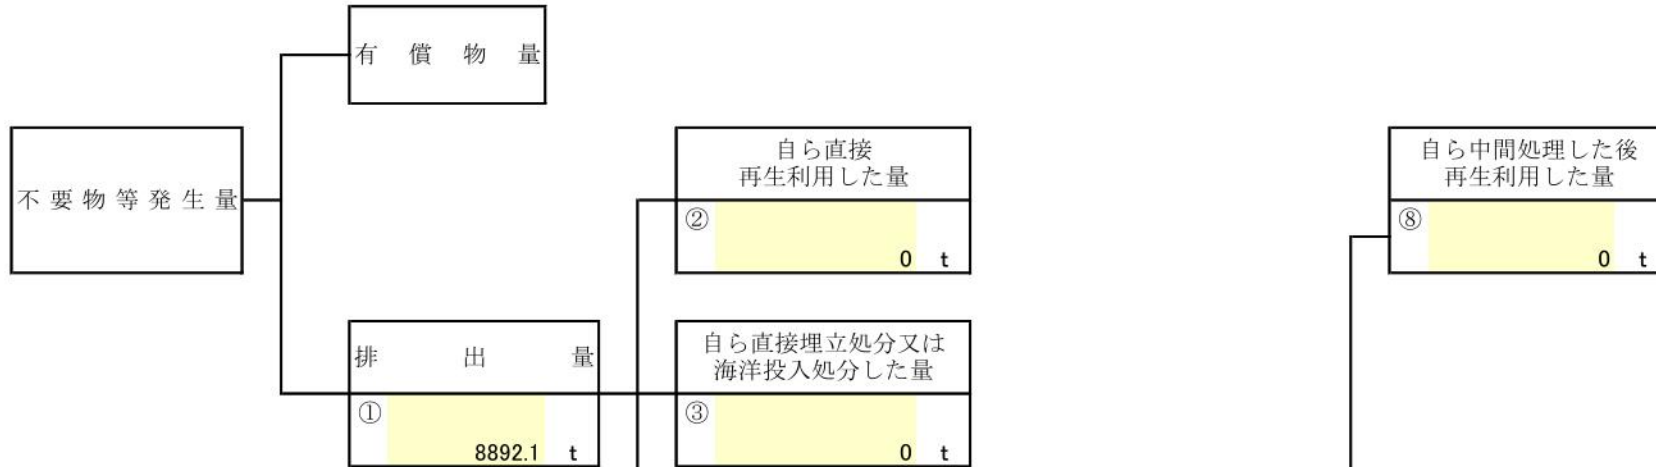 有償物量
不要物等発生量
自ら直接
再生利用した量
②
0 t
自ら中間処理した後
再生利用した量
⑧
0 t
排出量
①
8892.1 t
自ら直接埋立処分又は
海洋投入処分した量
③
0 t